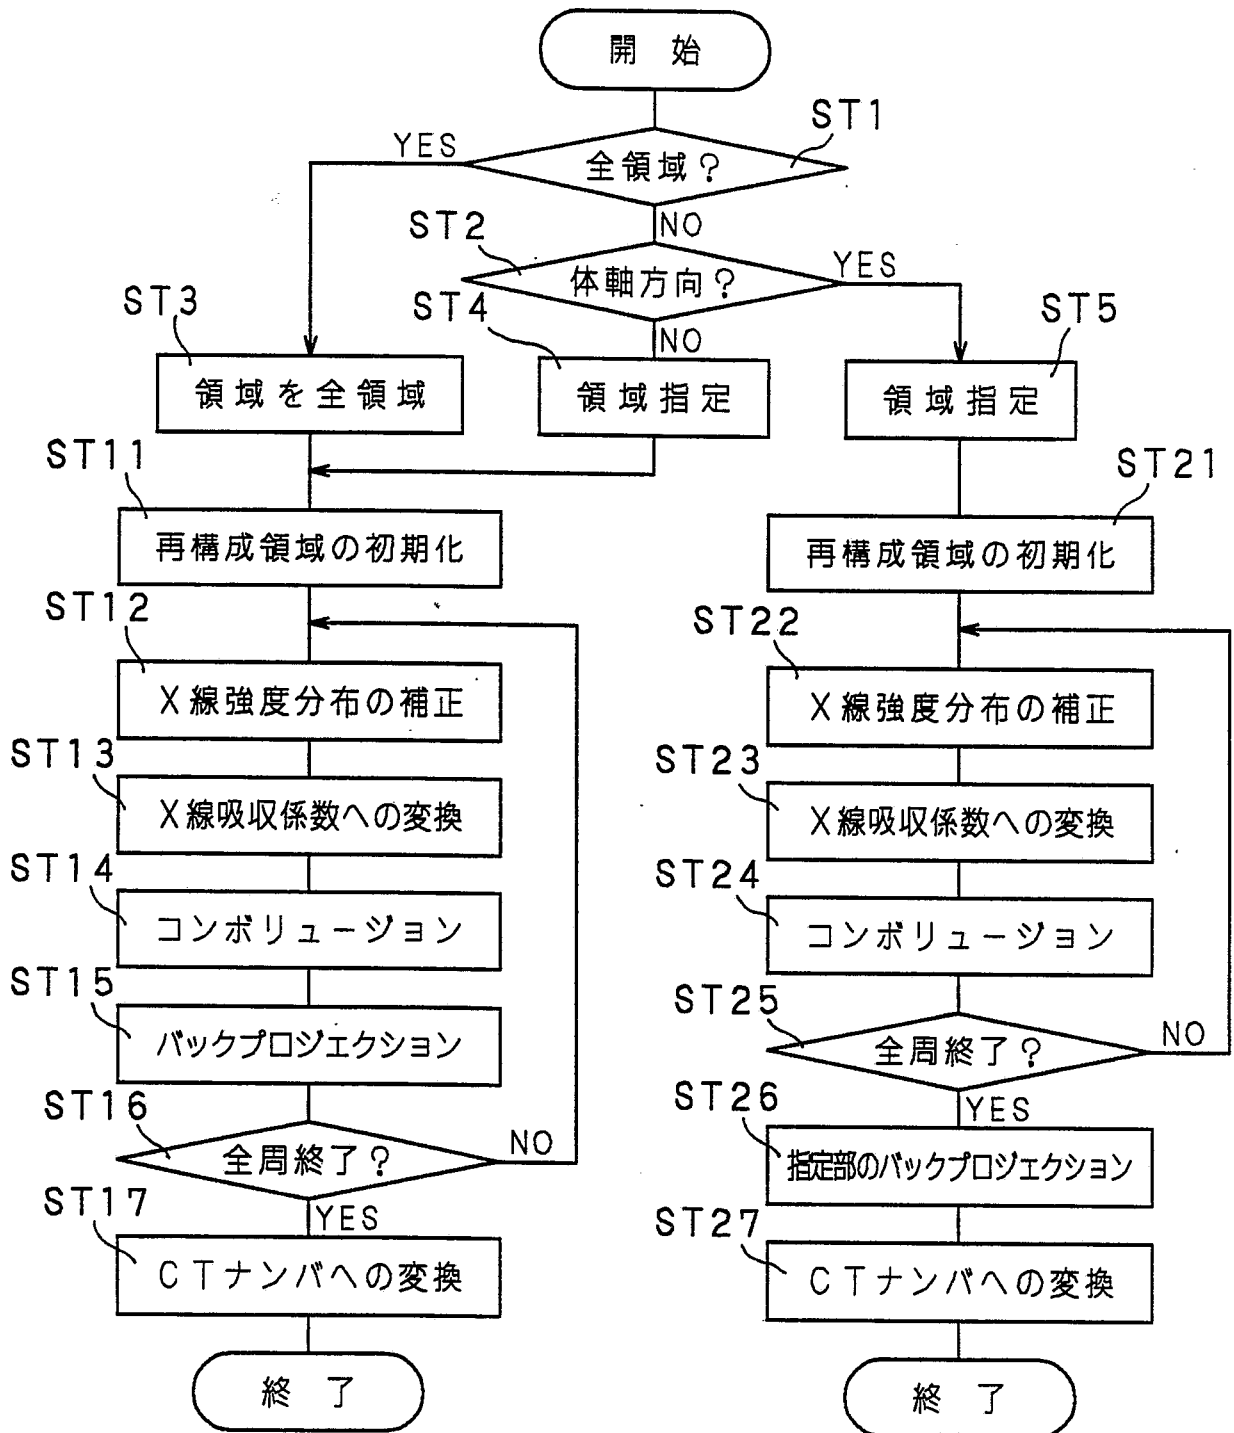 開 始
ST1
YES
全領域?
NO
ST2
体軸方向?
YES
ST3
ST4
NO
ST5
領域を全領域
領域指定
領域指定
ST11
再構成領域の初期化
ST12
X線強度分布の補正
ST13
X線吸収係数への変換
ST14
コンボリュージョン
ST15
バックプロジェクション
ST16
全周終了?
NO
YES
ST17
CTナンバへの変換
終 了
ST21
再構成領域の初期化
ST22
X線強度分布の補正
ST23
X線吸収係数への変換
ST24
コンボリュージョン
ST25
全周終了?
NO
YES
ST26
指定部のバックプロジェクション
ST27
CTナンバへの変換
終 了